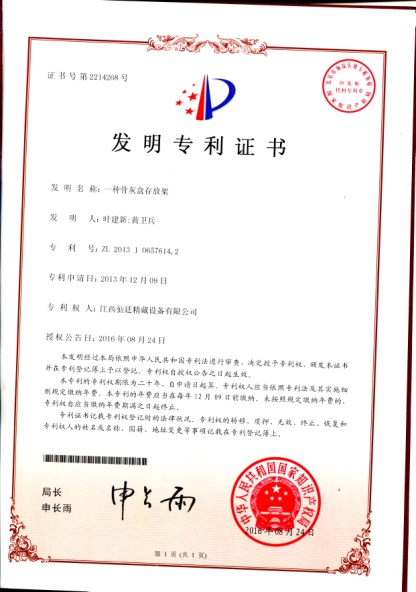 证书号第2214268号
发明专利证书
发明名称：一种骨灰盒存放架
发明人：叶建新;黄卫兵
专利号：ZL 2013 1 0657614.2
专利申请日：2013年12月09日
专利权人：江西仙廷精藏设备有限公司
授权公告日：2016年08月24日
本发明经过本局依照中华人民共和国专利法进行审查，决定授予专利权，颁发本证书
并在专利登记簿上予以登记。专利权自授权公告之日起生效。
本专利的专利权期限为二十年，自申请日起算。专利权人应当依照专利法及其实施细
则规定缴纳年费。本专利的年费应当在每年12月09日前缴纳。未按照规定缴纳年费的，
专利权自应当缴纳年费期满之日起终止。
专利证书记载专利权登记时的法律状况。专利权的转移、质押、无效、终止、恢复和
专利权人的姓名或名称、国籍、地址变更等事项记载在专利登记簿上。
局长
申长雨
申长雨
中华人民共和国国家知识产权局
2016年08月24日
第1页(共1页)